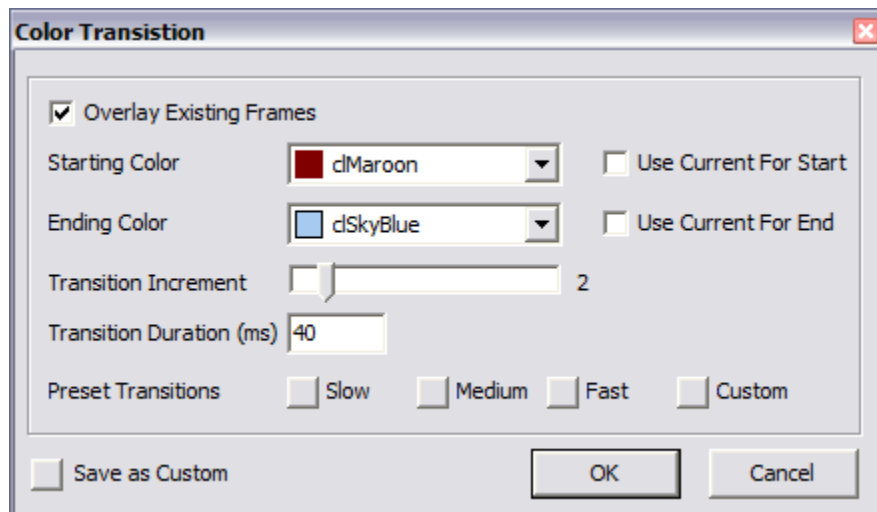 Color Transistion
Overlay Existing Frames
Starting Color clMaroon Use Current For Start
Ending Color clSkyBlue Use Current For End
Transition Increment 2
Transition Duration (ms) 40
Preset Transitions Slow Medium Fast Custom
Save as Custom OK Cancel